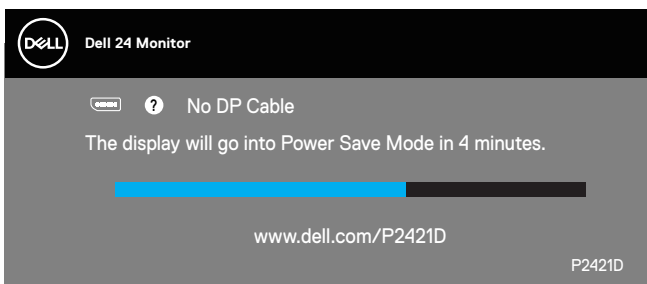 DELL
Dell 24 Monitor
? No DP Cable
The display will go into Power Save Mode in 4 minutes.
www.dell.com/P2421D
P2421D